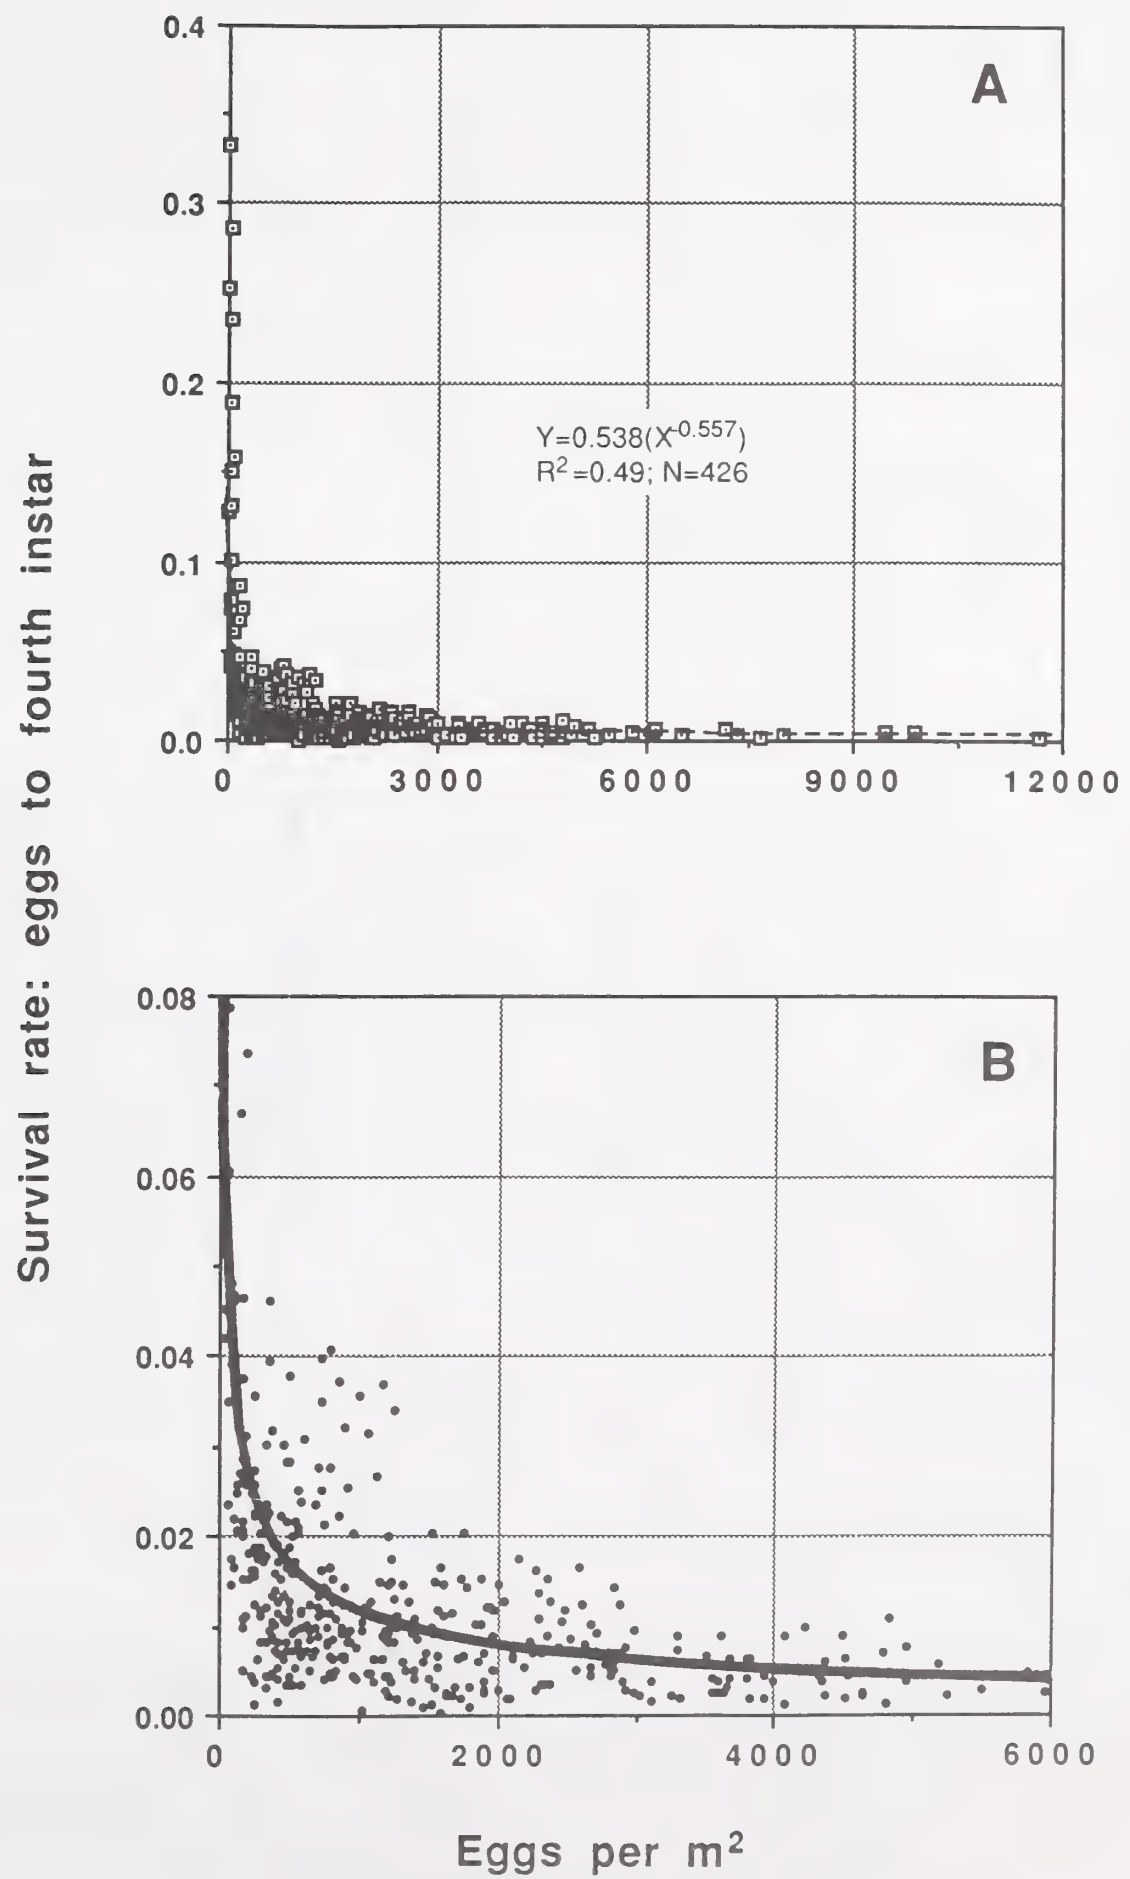 Survival rate: eggs to fourth instar
A
0.4
0.3
0.2
0.1
0.0
Y=0.538(X^-0.557)
R²=0.49; N=426
0 3000 6000 9000 12000
B
0.08
0.06
0.04
0.02
0.00
0 2000 4000 6000
Eggs per m²